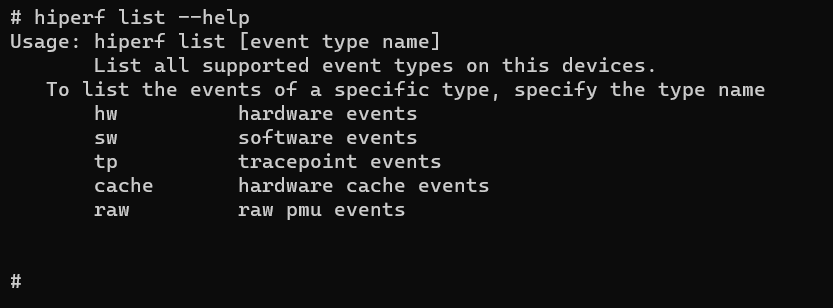 # hiperf list --help
Usage: hiperf list [event type name]
       List all supported event types on this devices.
   To list the events of a specific type, specify the type name
       hw          hardware events
       sw          software events
       tp          tracepoint events
       cache       hardware cache events
       raw         raw pmu events
#